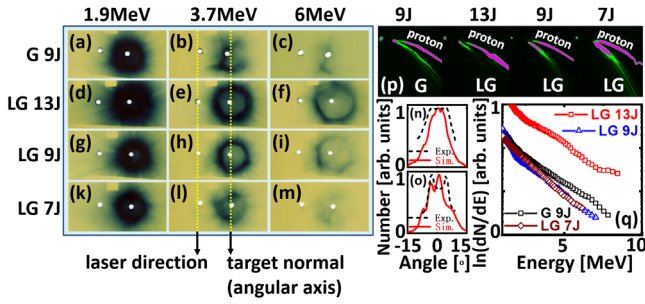 1.9MeV 3.7MeV 6MeV
G 9J (a) (b) (c)
LG 13J (d) (e) (f)
LG 9J (g) (h) (i)
LG 7J (k) (l) (m)
laser direction
target normal
(angular axis)
9J 13J 9J 7J
proton proton proton proton
(p) G LG LG LG
Number [arb. units]
(n)
Exp.
Sim.
(o)
Exp.
Sim.
-15 0 15
Angle [°]
ln(dN/dE) [arb. units]
LG 13J
LG 9J
G 9J
LG 7J
(q)
5 10
Energy [MeV]